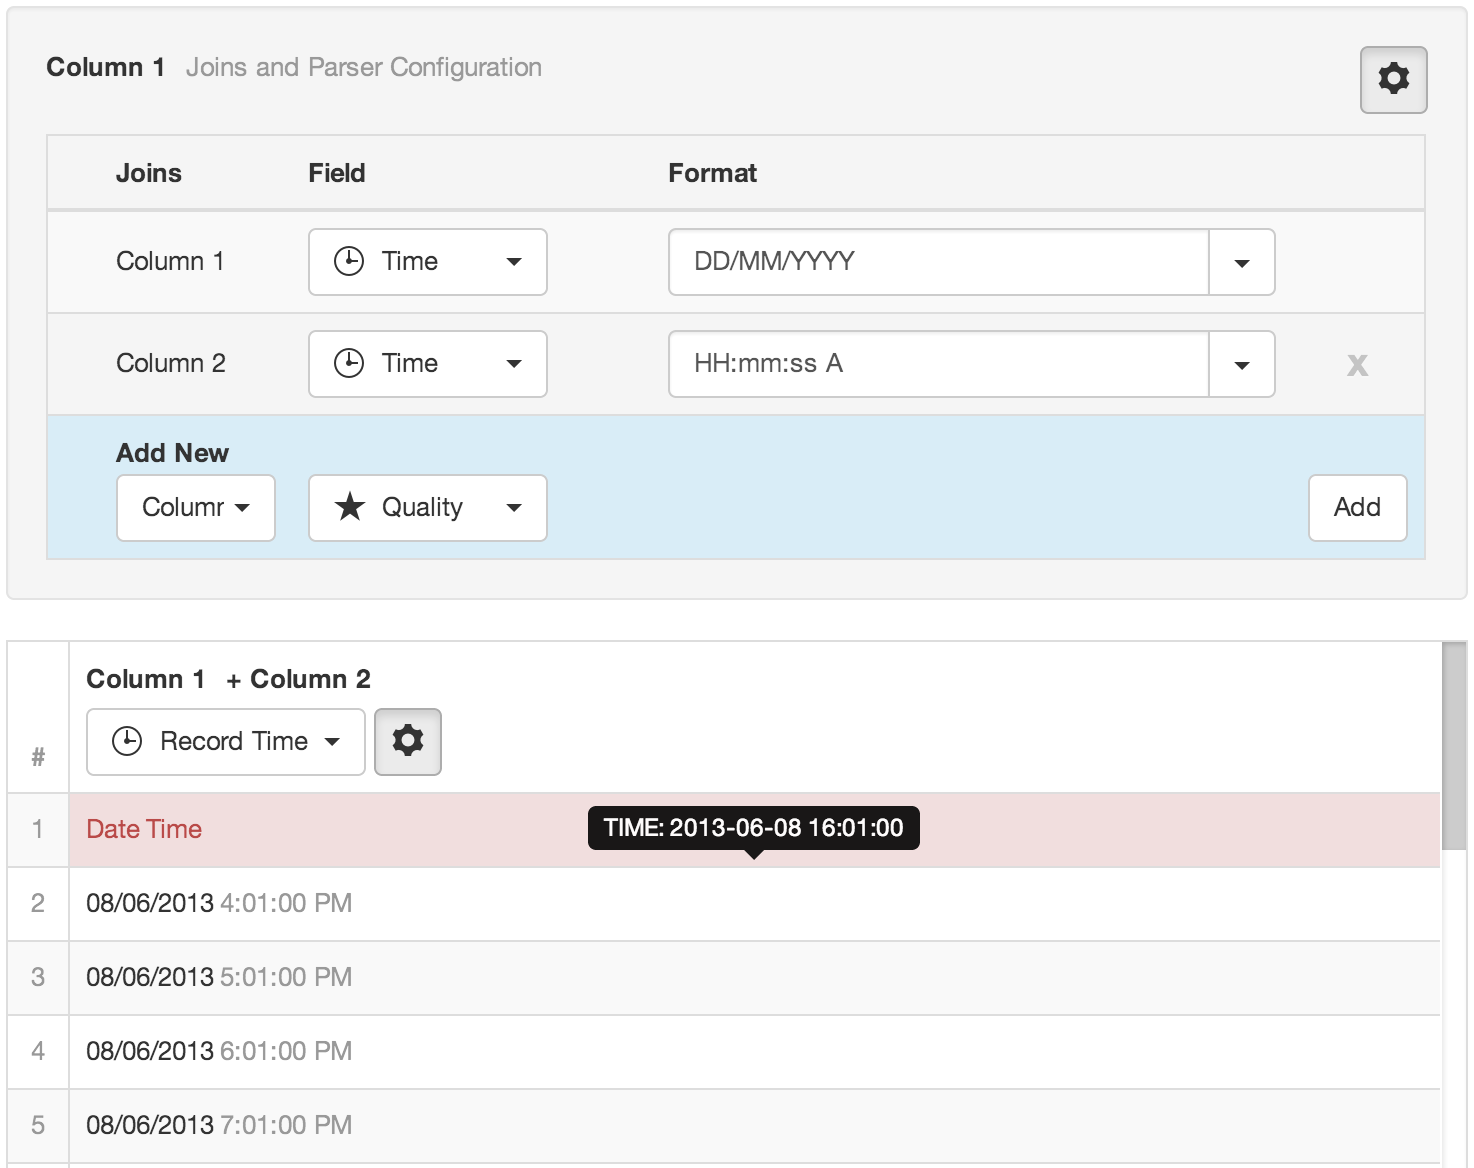 Column 1 Joins and Parser Configuration
Joins Field Format
Column 1 Time DD/MM/YYYY
Column 2 Time HH:mm:ss A x
Add New
Colum Quality Add
Column 1 + Column 2
# Record Time
1 Date Time TIME: 2013-06-08 16:01:00
2 08/06/2013 4:01:00 PM
3 08/06/2013 5:01:00 PM
4 08/06/2013 6:01:00 PM
5 08/06/2013 7:01:00 PM